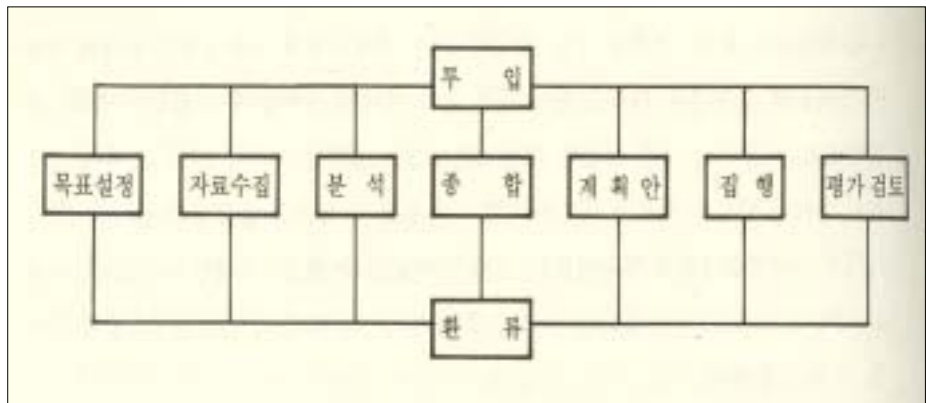 투 입
목표설정 자료수집 분 석 종 합 계 획 안 집 행 평가검토
환 류